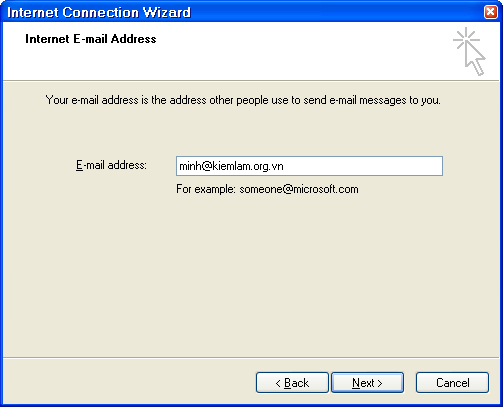 Internet Connection Wizard
Internet E-mail Address
Your e-mail address is the address other people use to send e-mail messages to you.
E-mail address: minh@kiemlam.org.vn
For example: someone@microsoft.com
< Back Next > Cancel